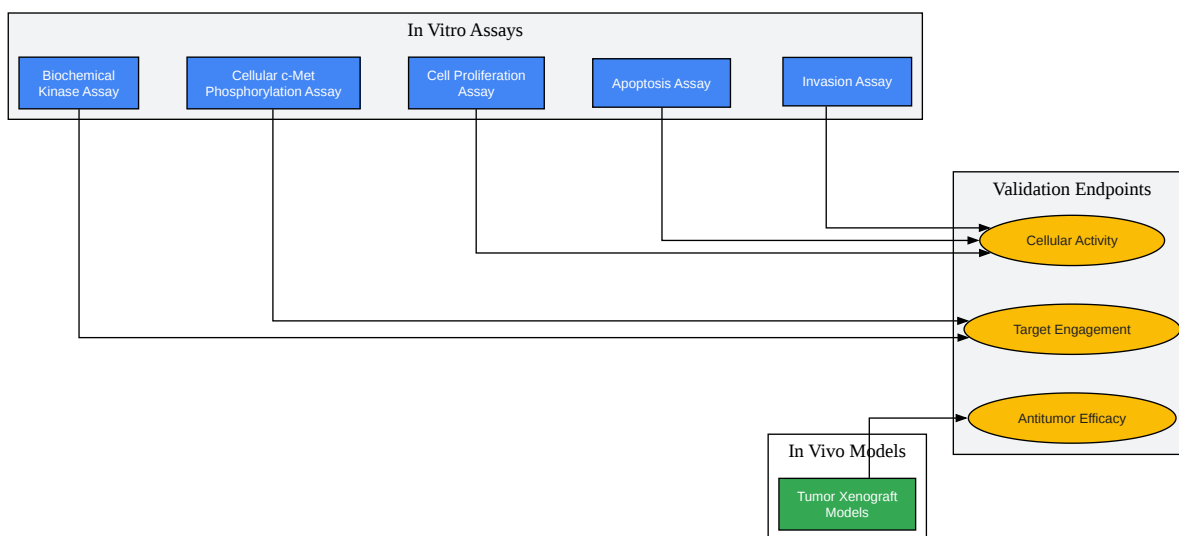 In Vitro Assays
Biochemical
Kinase Assay
Cellular c-Met
Phosphorylation Assay
Cell Proliferation
Assay
Apoptosis Assay
Invasion Assay
Validation Endpoints
Cellular Activity
Target Engagement
Antitumor Efficacy
In Vivo Models
Tumor Xenograft
Models